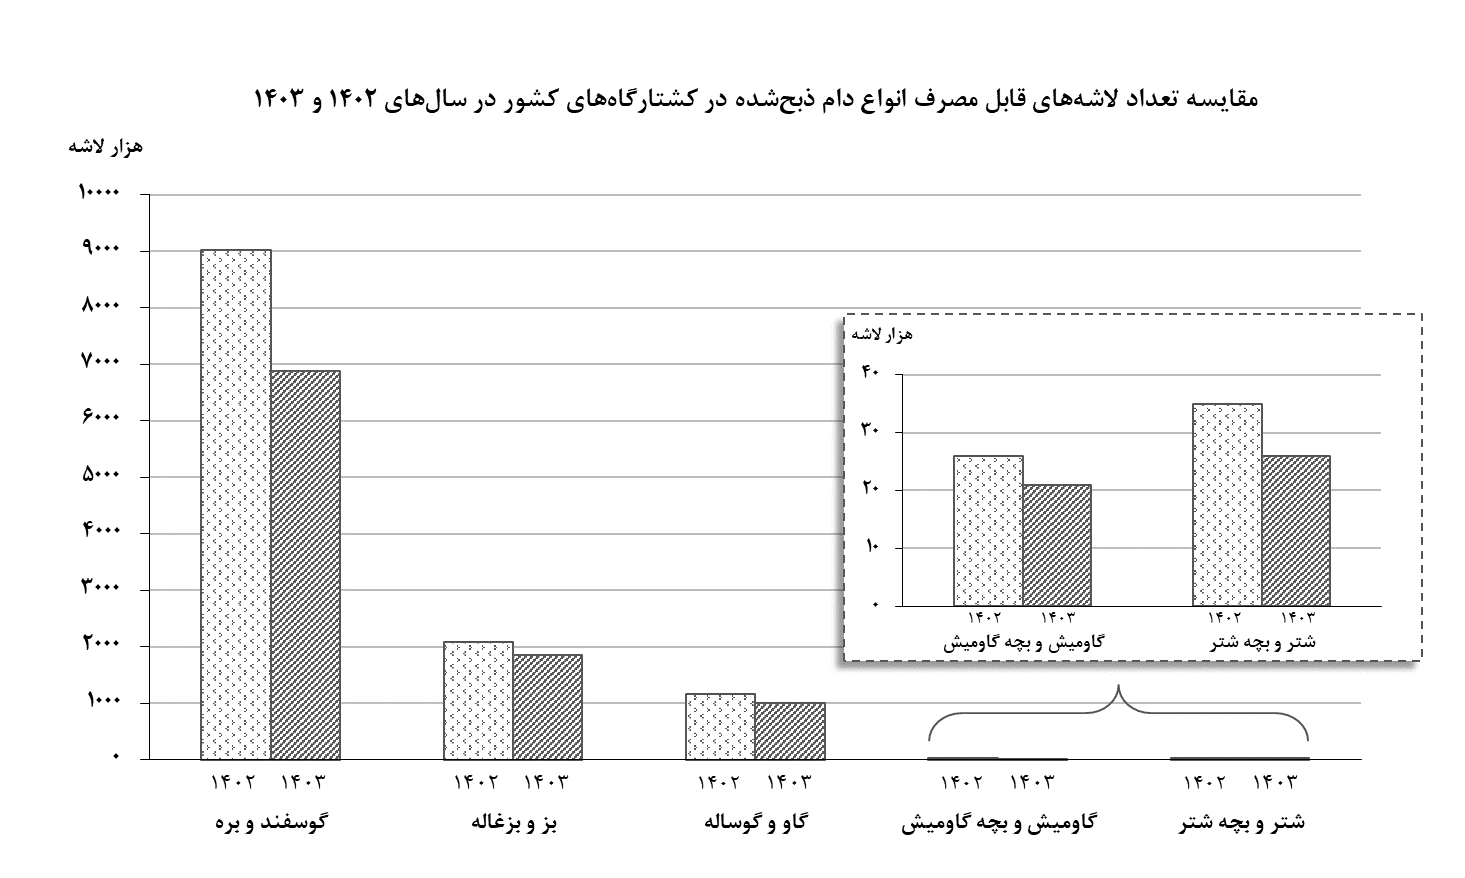 مقایسه تعداد لاشه‌های قابل مصرف انواع دام ذبح‌شده در کشتارگاه‌های کشور در سال‌های ۱۴۰۲ و ۱۴۰۳
هزار لاشه
۱۰۰۰۰
۹۰۰۰
۸۰۰۰
۷۰۰۰
۶۰۰۰
۵۰۰۰
۴۰۰۰
۳۰۰۰
۲۰۰۰
۱۰۰۰
۰
۱۴۰۲ ۱۴۰۳ ۱۴۰۲ ۱۴۰۳ ۱۴۰۲ ۱۴۰۳ ۱۴۰۲ ۱۴۰۳ ۱۴۰۲ ۱۴۰۳
گوسفند و بره
بز و بزغاله
گاو و گوساله
گاومیش و بچه گاومیش
شتر و بچه شتر
هزار لاشه
۴۰
۳۰
۲۰
۱۰
۰
۱۴۰۲ ۱۴۰۳ ۱۴۰۲ ۱۴۰۳
گاومیش و بچه گاومیش
شتر و بچه شتر